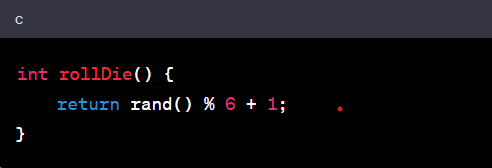 c
int rollDie() {
    return rand() % 6 + 1;
}